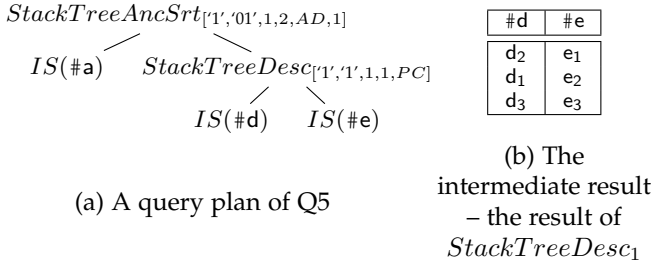 StackTreeAncSrt['1','01',1,2,AD,1]
IS(#a) StackTreeDesc['1','1',1,1,PC]
IS(#d) IS(#e)
(a) A query plan of Q5
#d #e
d2 e1
d1 e2
d3 e3
(b) The
intermediate result
– the result of
StackTreeDesc1